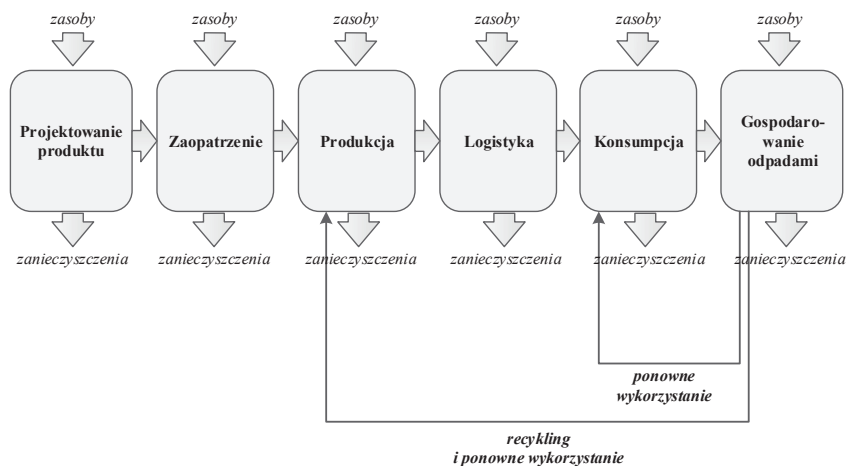 zasoby
zasoby
zasoby
zasoby
zasoby
zasoby
Projektowanie
produktu
Zaopatrzenie
Produkcja
Logistyka
Konsumpcja
Gospodaro-
wanie
odpadami
zanieczyszczenia
zanieczyszczenia
zanieczyszczenia
zanieczyszczenia
zanieczyszczenia
zanieczyszczenia
ponowne
wykorzystanie
recykling
i ponowne wykorzystanie